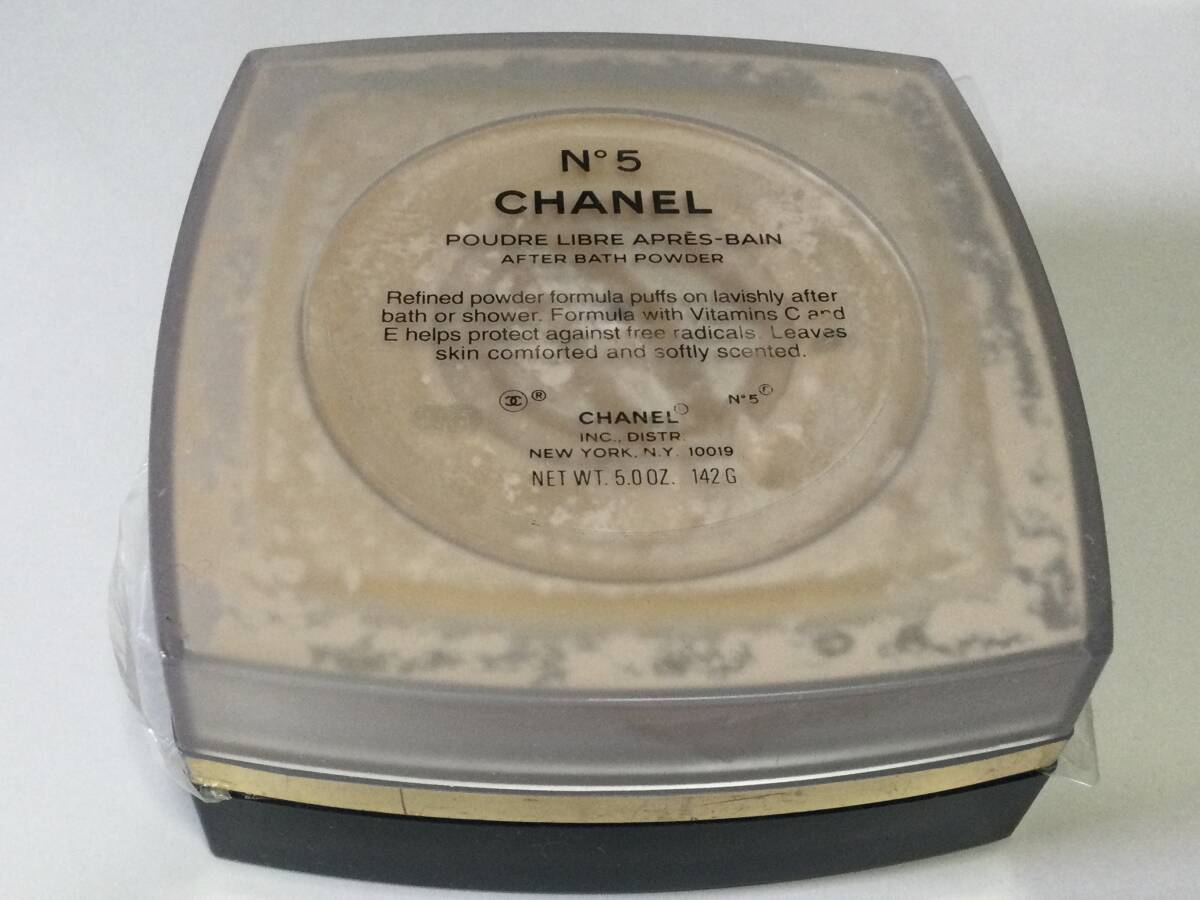 N° 5
CHANEL
POUDRE LIBRE APRÈS-BAIN
AFTER BATH POWDER
Refined powder formula puffs on lavishly after
bath or shower. Formula with Vitamins C and
E helps protect against free radicals. Leaves
skin comforted and softly scented.
® N°5®
CHANEL®
INC., DISTR.
NEW YORK, N.Y. 10019
NET WT. 5.0 OZ. 142 G